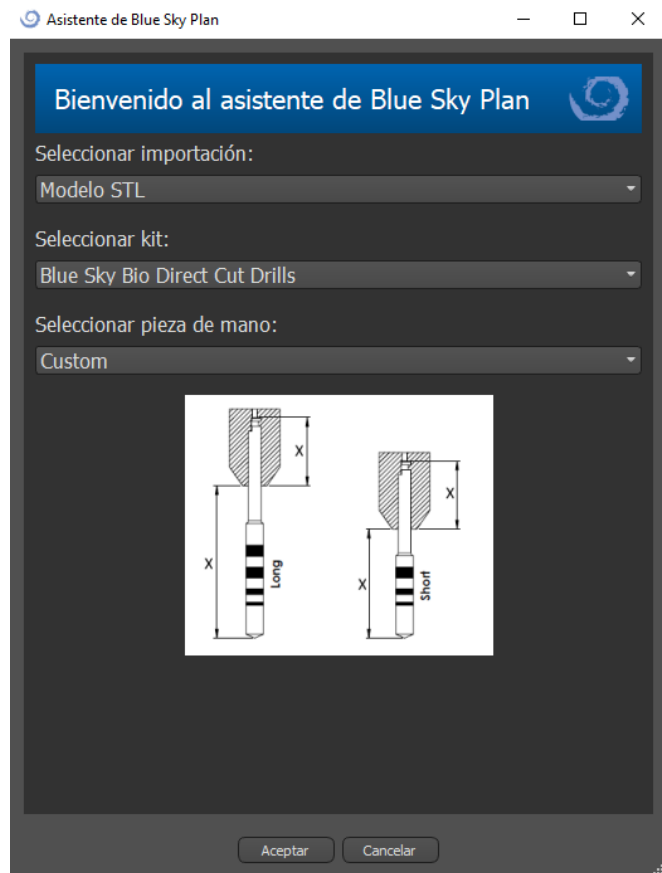 Asistente de Blue Sky Plan
Bienvenido al asistente de Blue Sky Plan
Seleccionar importación:
Modelo STL
Seleccionar kit:
Blue Sky Bio Direct Cut Drills
Seleccionar pieza de mano:
Custom
X
X
X
X
Long
Short
Aceptar
Cancelar